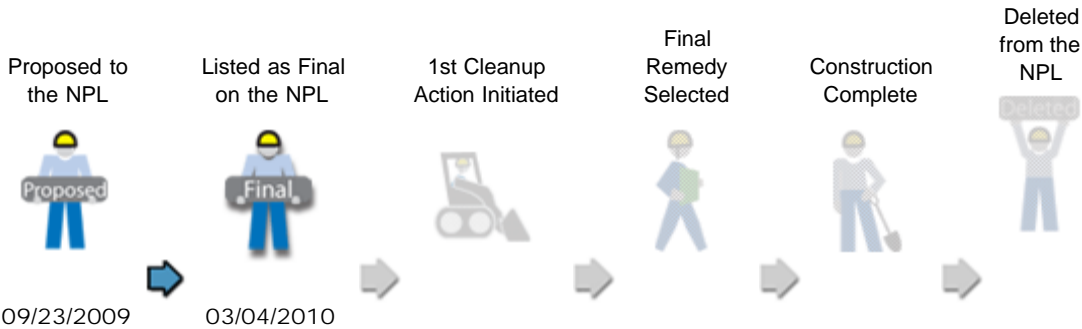 Proposed to
the NPL
Proposed
09/23/2009
Listed as Final
on the NPL
Final
03/04/2010
1st Cleanup
Action Initiated
Final
Remedy
Selected
Construction
Complete
Deleted
from the
NPL
Deleted